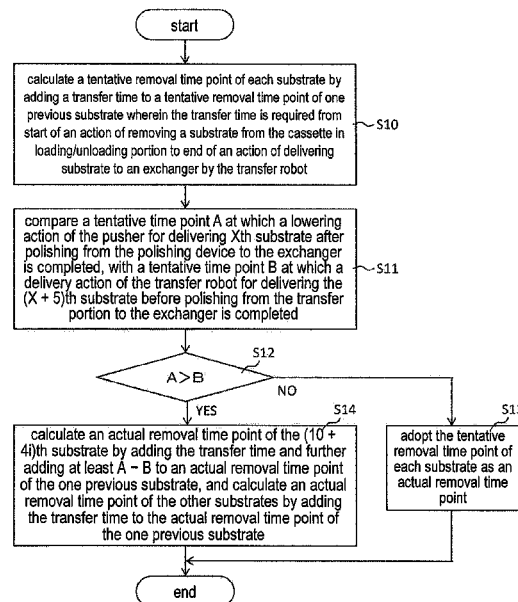 start
calculate a tentative removal time point of each substrate by
adding a transfer time to a tentative removal time point of one
previous substrate wherein the transfer time is required from
start of an action of removing a substrate from the cassette in
loading/unloading portion to end of an action of delivering
substrate to an exchanger by the transfer robot
S10
compare a tentative time point A at which a lowering
action of the pusher for delivering Xth substrate after
polishing from the polishing device to the exchanger
is completed, with a tentative time point B at which a
delivery action of the transfer robot for delivering the
(X + 5)th substrate before polishing from the transfer
portion to the exchanger is completed
S11
A>B
S12
NO
YES
S14
calculate an actual removal time point of the (10 +
4i)th substrate by adding the transfer time and further
adding at least A − B to an actual removal time point
of the one previous substrate, and calculate an actual
removal time point of the other substrates by adding
the transfer time to the actual removal time point of
the one previous substrate
adopt the tentative
removal time point of
each substrate as an
actual removal time
point
end